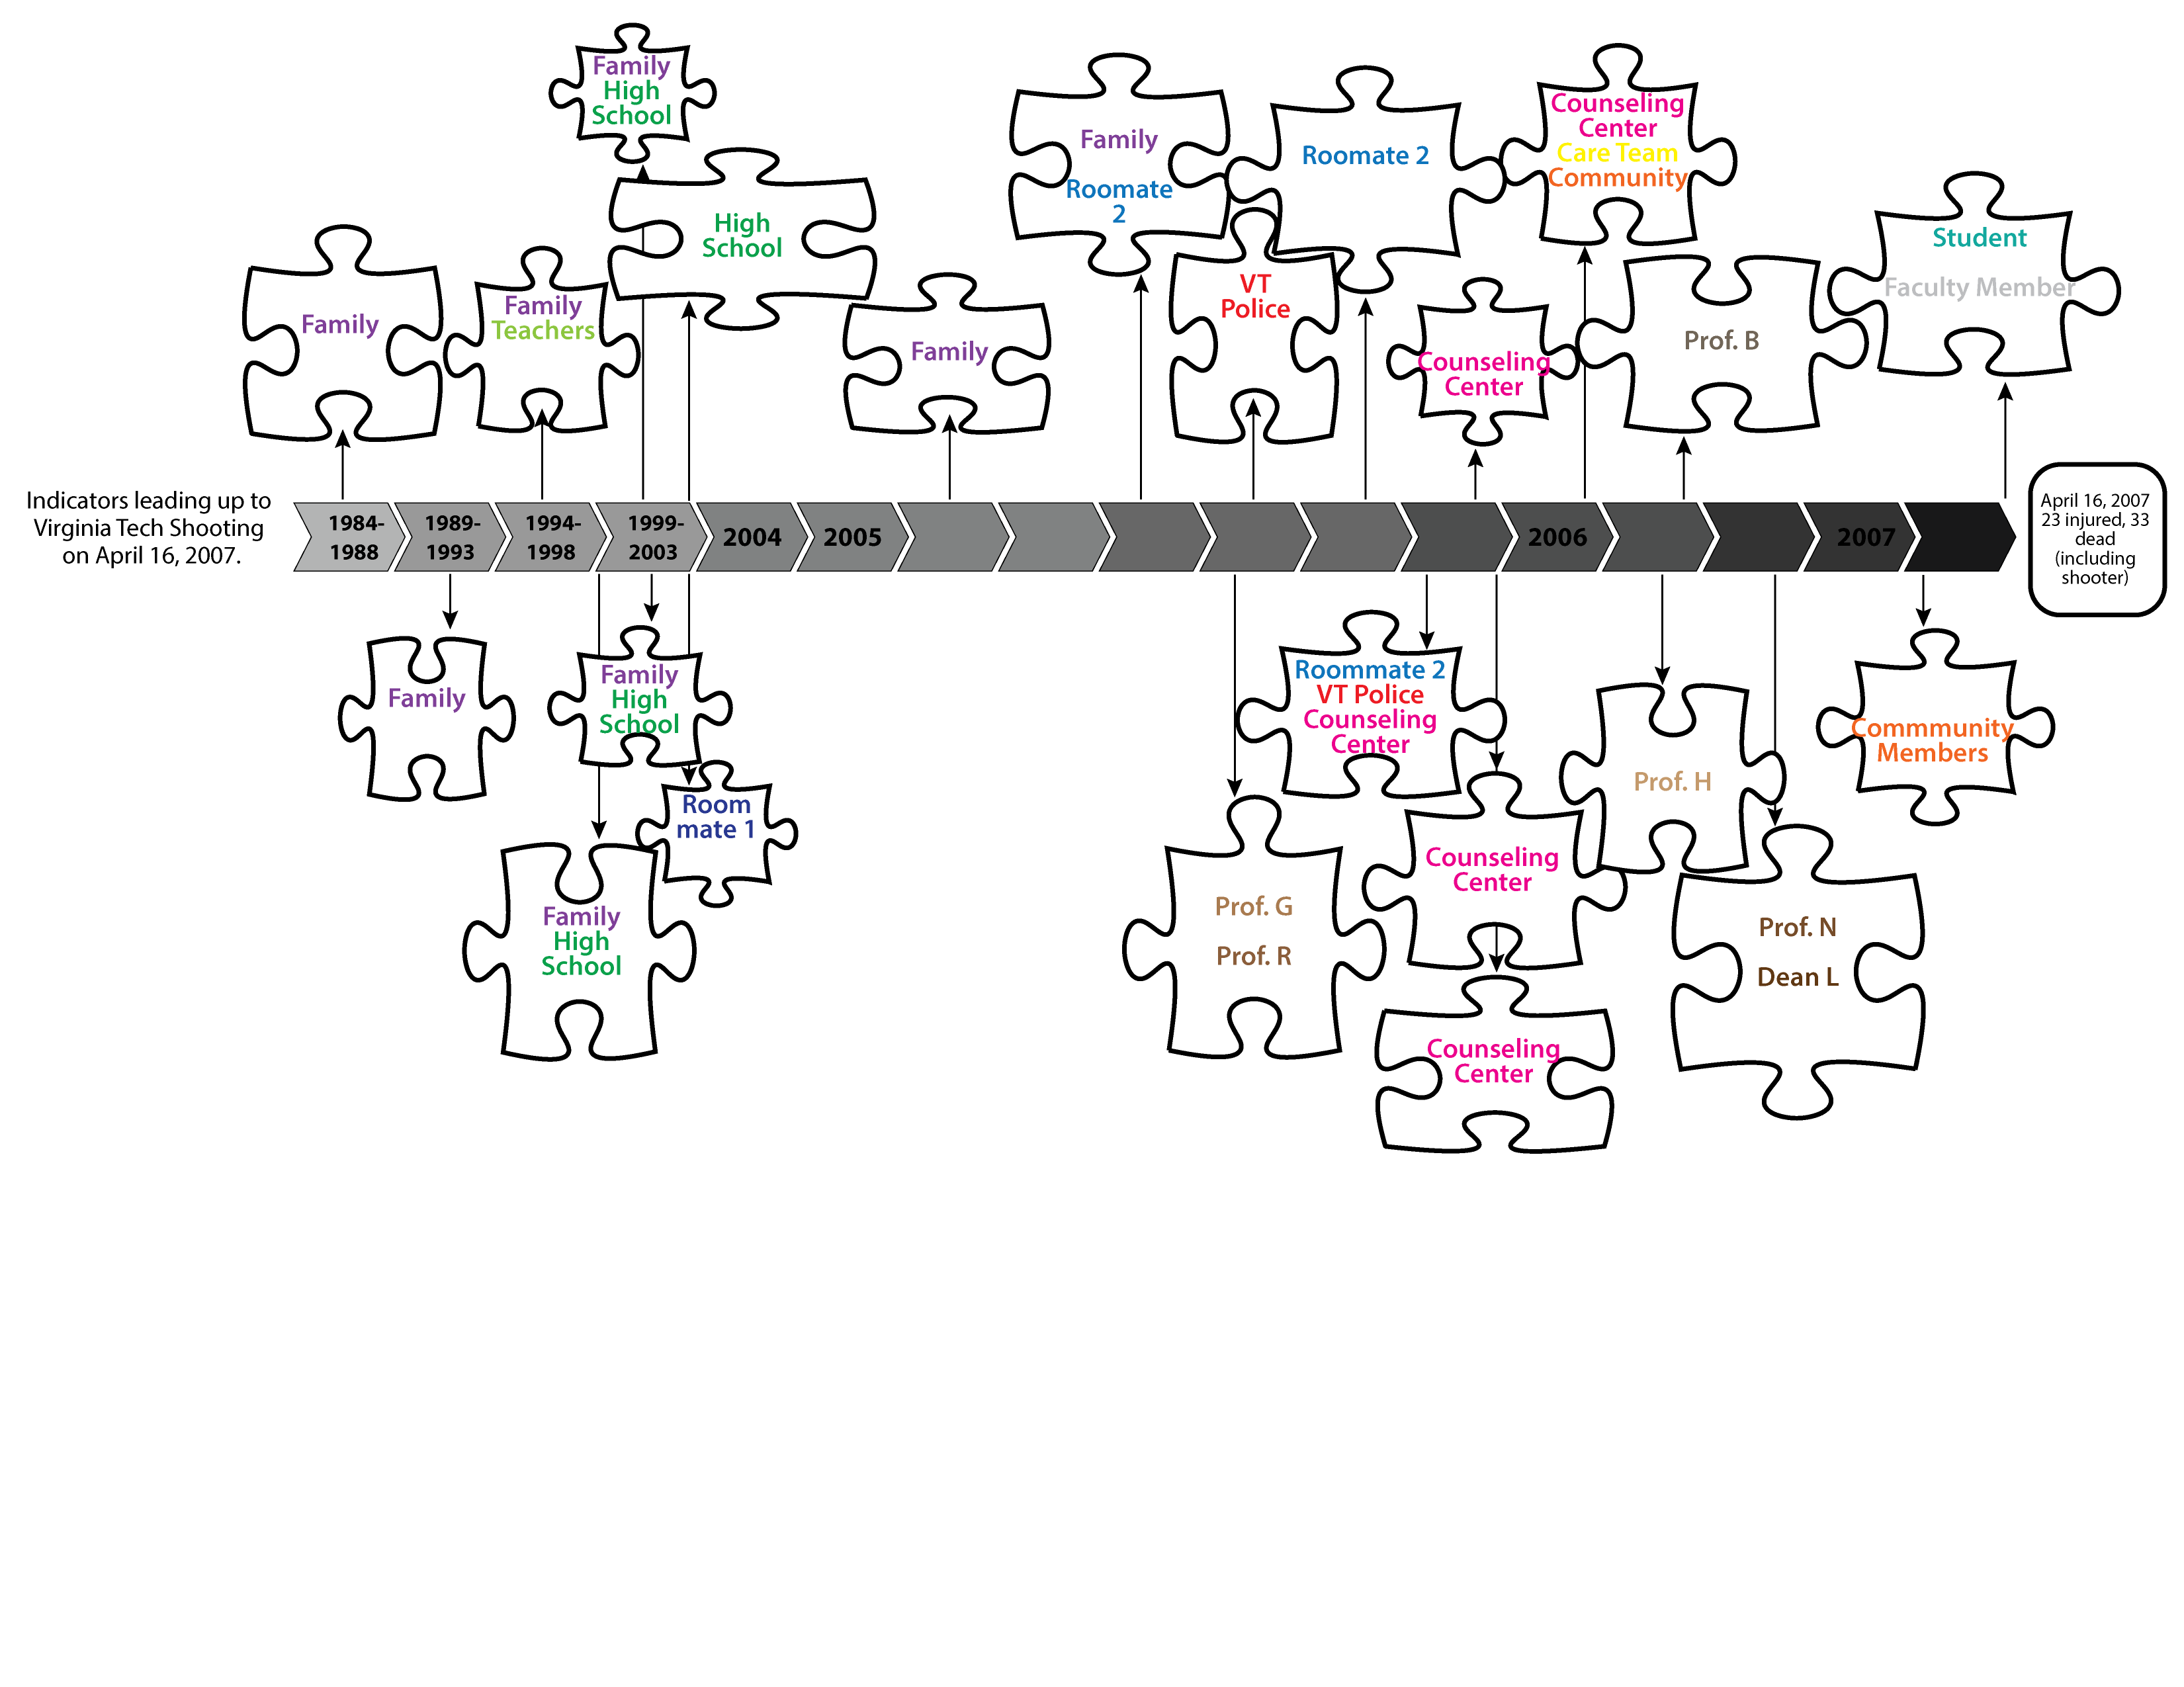 Family
High
School
High
School
Family
Family
Teachers
Family
Family
Roomate
2
VT
Police
Roomate 2
Counseling
Center
Counseling
Center
Care Team
Community
Prof. B
Student
Faculty Member
Indicators leading up to
Virginia Tech Shooting
on April 16, 2007.
1984-
1988
1989-
1993
1994-
1998
1999-
2003
2004
2005
2006
2007
April 16, 2007
23 injured, 33
dead
(including
shooter)
Family
Family
High
School
Room
mate 1
Family
High
School
Roommate 2
VT Police
Counseling
Center
Prof. G
Prof. R
Counseling
Center
Counseling
Center
Prof. H
Prof. N
Dean L
Commmunity
Members